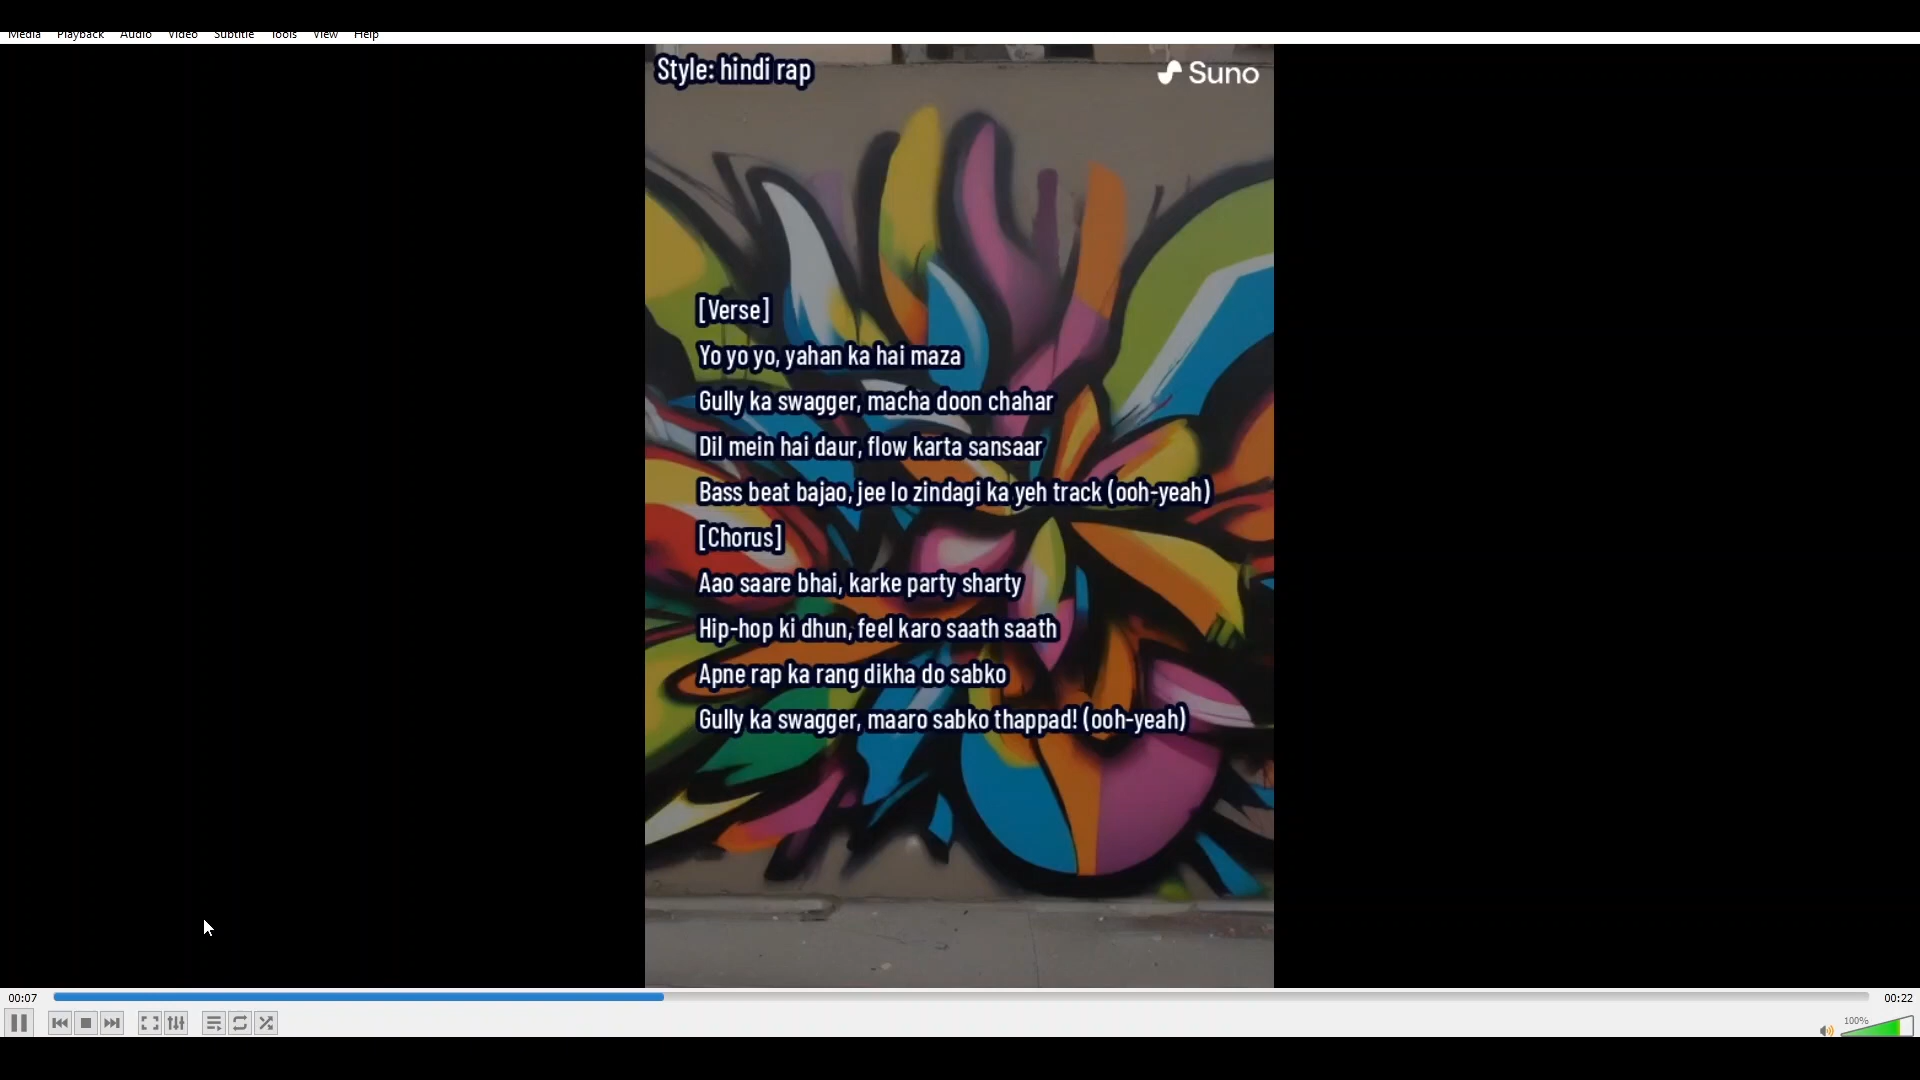 Media Playback Audio Video Subtitle Tools View Help
Style: hindi rap
Suno
[Verse]
Yo yo yo, yahan ka hai maza
Gully ka swagger, macha doon chahar
Dil mein hai daur, flow karta sansaar
Bass beat bajao, jee lo zindagi ka yeh track (ooh-yeah)
[Chorus]
Aao saare bhai, karke party sharty
Hip-hop ki dhun, feel karo saath saath
Apne rap ka rang dikha do sabko
Gully ka swagger, maaro sabko thappad! (ooh-yeah)
00:07 00:22
100%